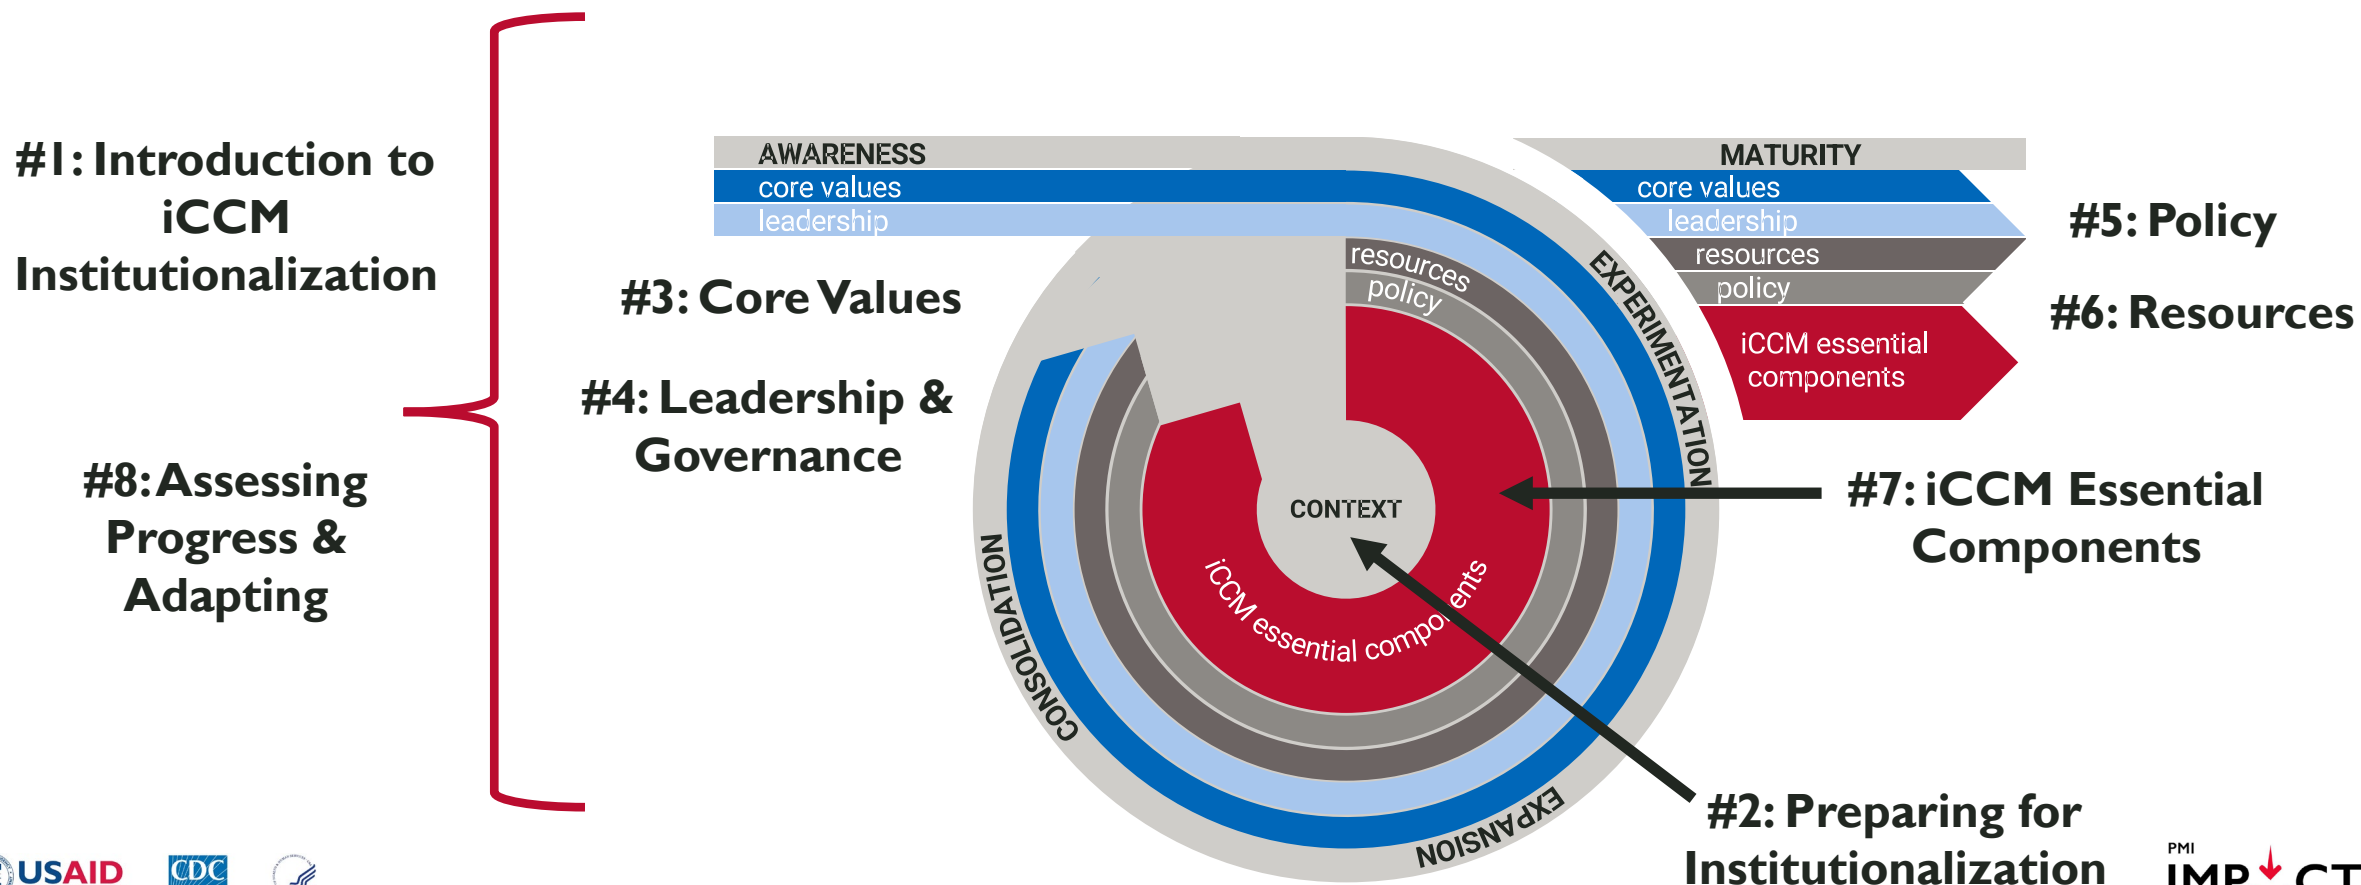 #1: Introduction to
iCCM
Institutionalization
#8: Assessing
Progress &
Adapting
#3: Core Values
#4: Leadership &
Governance
AWARENESS
core values
leadership
resources
policy
EXPERIMENTATION
EXPANSION
CONSOLIDATION
CONTEXT
iCCM essential components
MATURITY
core values
leadership
resources
policy
iCCM essential
components
#5: Policy
#6: Resources
#7: iCCM Essential
Components
#2: Preparing for
Institutionalization
USAID
CDC
PMI
IMPACT